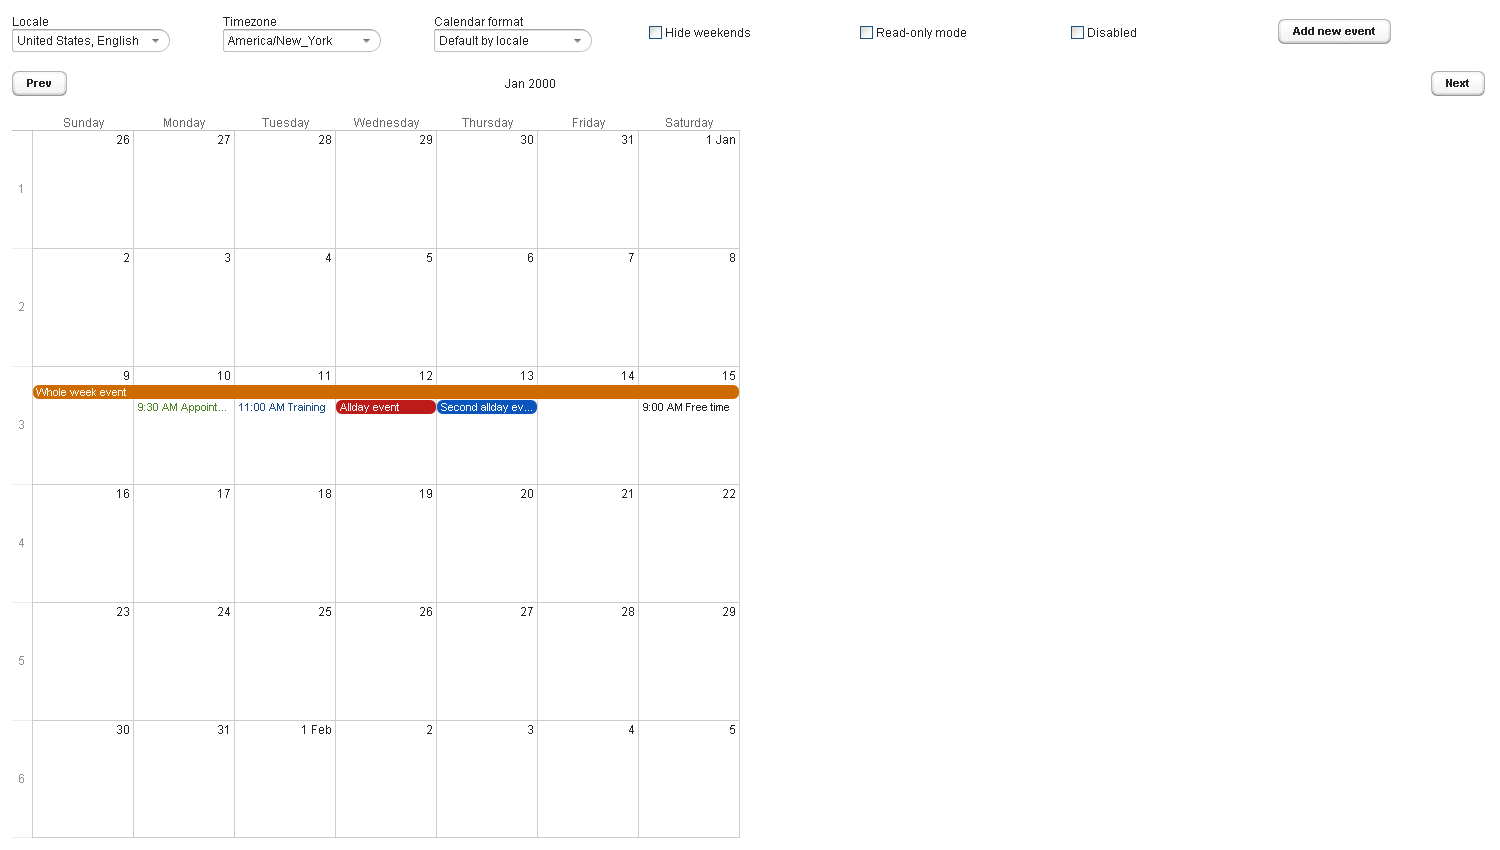 Locale Timezone Calendar format
United States, English America/New_York Default by locale Hide weekends Read-only mode Disabled Add new event
Prev Jan 2000 Next
Sunday Monday Tuesday Wednesday Thursday Friday Saturday
26 27 28 29 30 31 1 Jan
1
2 3 4 5 6 7 8
2
9 10 11 12 13 14 15
Whole week event
9:30 AM Appoint... 11:00 AM Training Allday event Second allday ev... 9:00 AM Free time
3
16 17 18 19 20 21 22
4
23 24 25 26 27 28 29
5
30 31 1 Feb 2 3 4 5
6